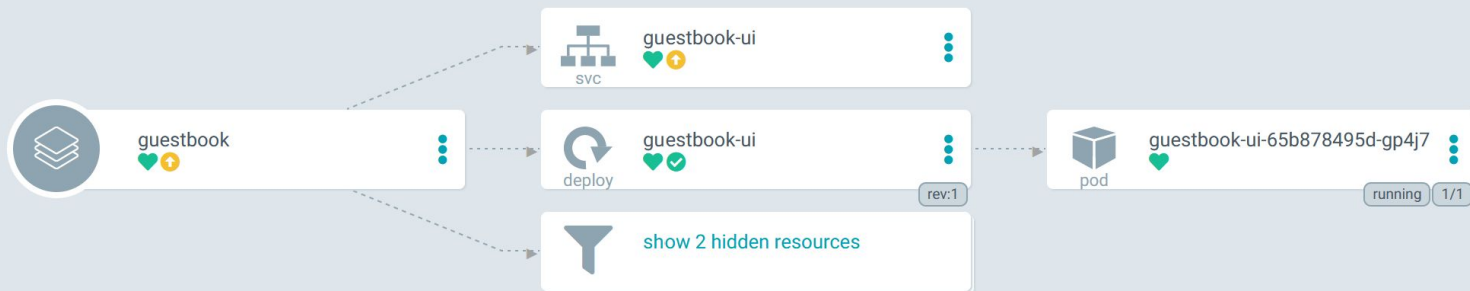 guestbook-ui
svc
guestbook
guestbook-ui
deploy
rev:1
guestbook-ui-65b878495d-gp4j7
pod
running
1/1
show 2 hidden resources